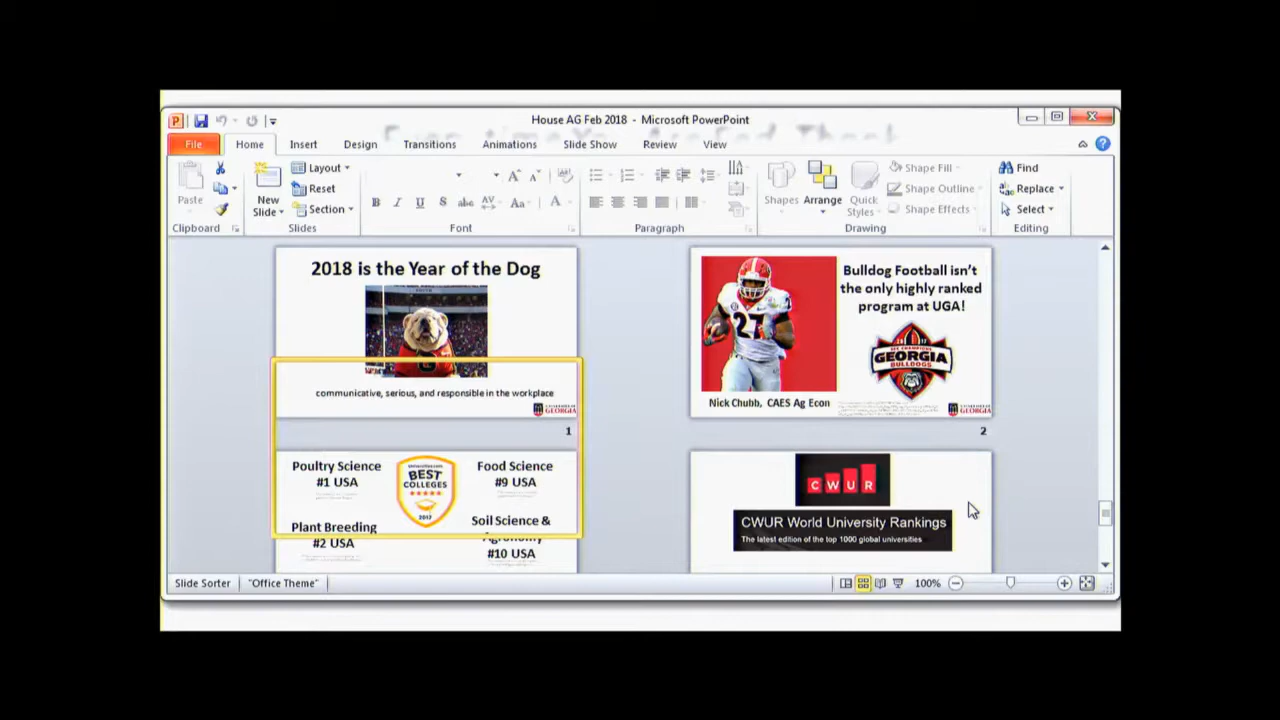 House AG Feb 2018 - Microsoft PowerPoint
File Home Insert Design Transitions Animations Slide Show Review View
Paste
New
Slide
Layout
Reset
Section
Shapes
Arrange
Quick
Styles
Shape Fill
Shape Outline
Shape Effects
Find
Replace
Select
Clipboard Slides Font Paragraph Drawing Editing
2018 is the Year of the Dog
communicative, serious, and responsible in the workplace
GEORGIA
1
Bulldog Football isn't
the only highly ranked
program at UGA!
27
GEORGIA
BULLDOGS
Nick Chubb, CAES Ag Econ
GEORGIA
2
Poultry Science
#1 USA
BEST
COLLEGES
2017
Food Science
#9 USA
Plant Breeding
#2 USA
Soil Science &
Agronomy
#10 USA
CWUR
CWUR World University Rankings
The latest edition of the top 1000 global universities
Slide Sorter "Office Theme" 100%